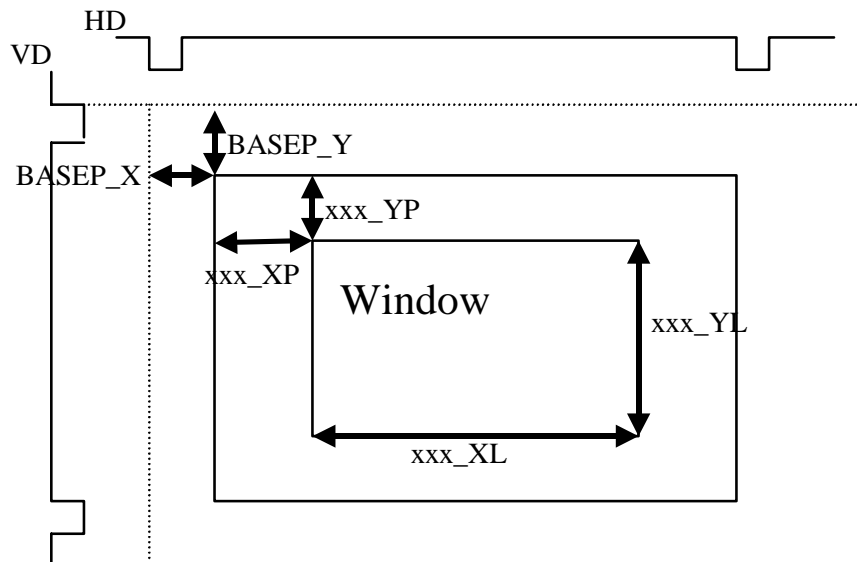 HD
VD
BASEP_Y
BASEP_X
xxx_YP
xxx_XP
Window
xxx_YL
xxx_XL